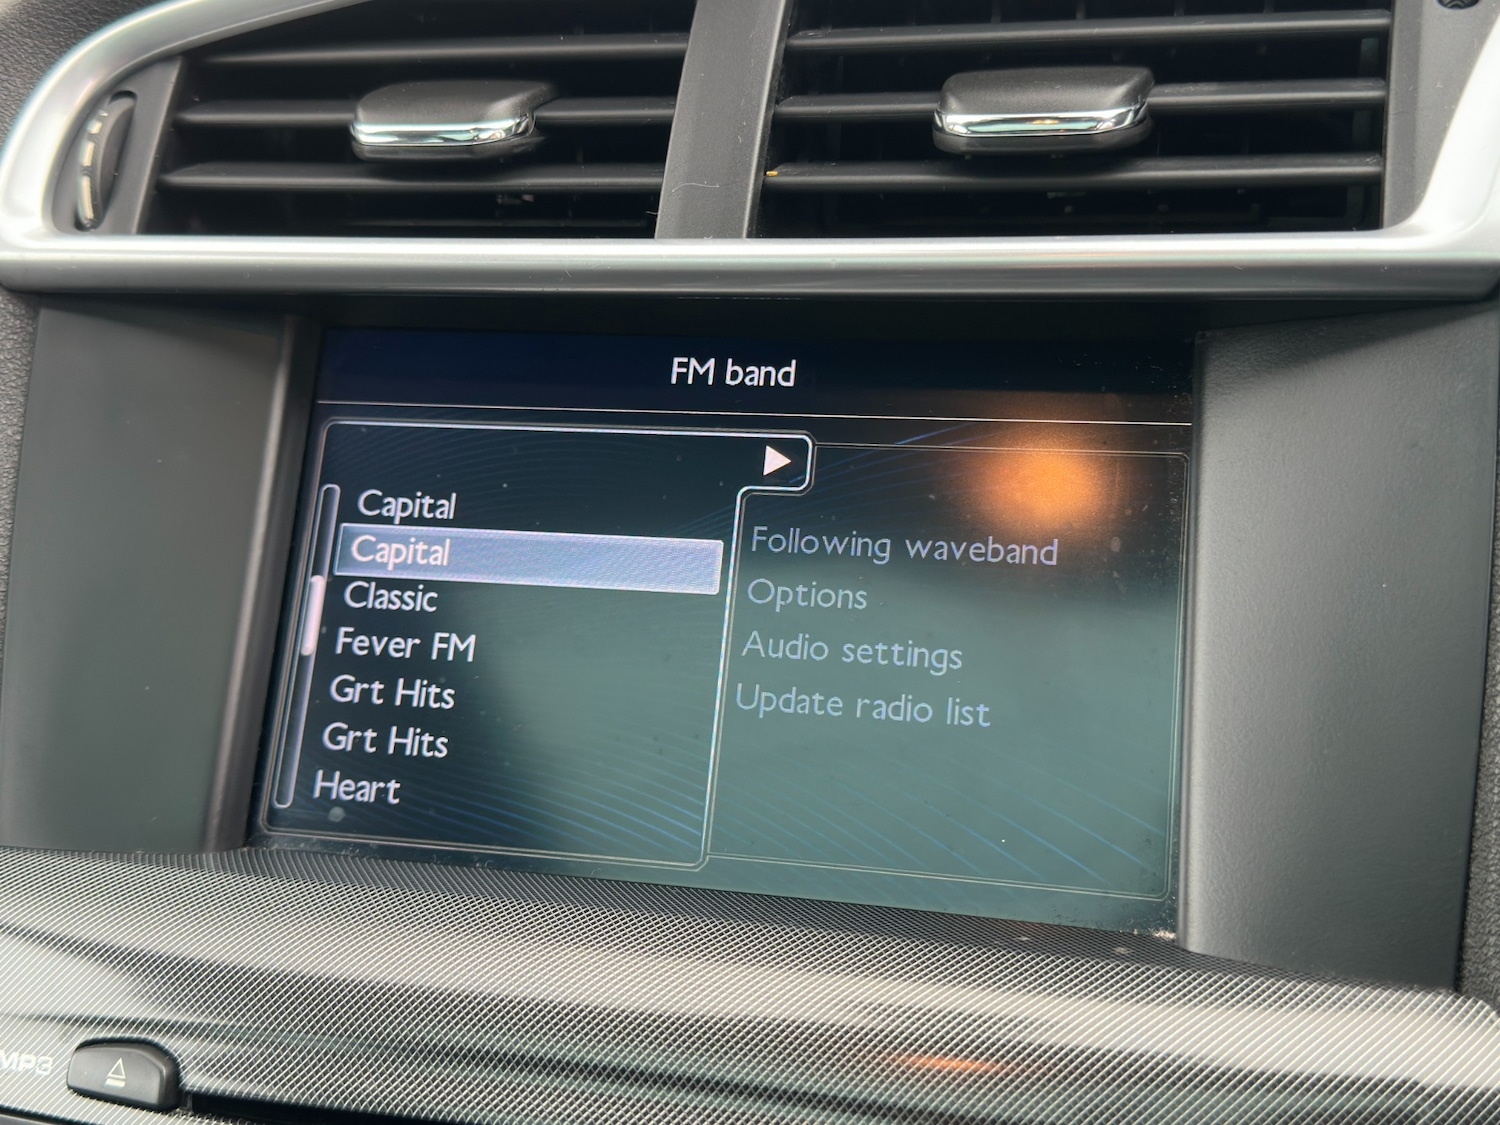 FM band
Capital
Capital
Classic
Fever FM
Grt Hits
Grt Hits
Heart
Following waveband
Options
Audio settings
Update radio list
MP3